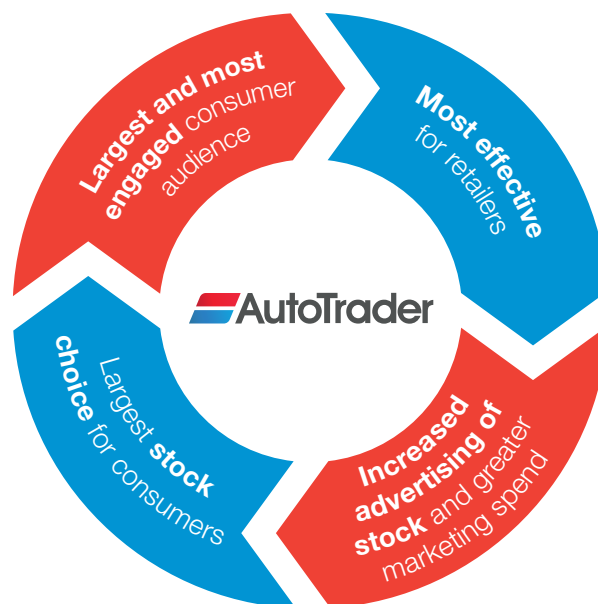 Largest and most
engaged consumer
audience
Most effective
for retailers
AutoTrader
Increased
advertising of
stock and greater
marketing spend
Largest stock
choice for consumers